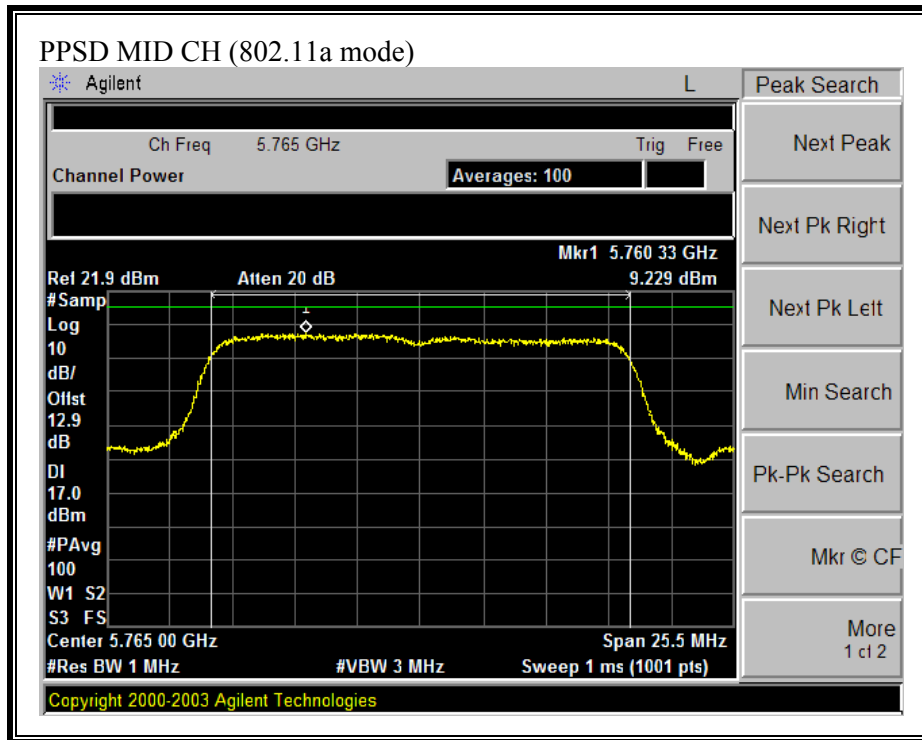 PPSD MID CH (802.11a mode)
Agilent L Peak Search
Ch Freq 5.765 GHz Trig Free
Channel Power Averages: 100
Next Peak
Next Pk Right
Mkr1 5.760 33 GHz
Ref 21.9 dBm Atten 20 dB 9.229 dBm
#Samp
Log
10
dB/
Offst
12.9
dB
DI
17.0
dBm
#PAvg
100
W1 S2
S3 FS
1
Next Pk Left
Min Search
Pk-Pk Search
Mkr © CF
More
1 of 2
Center 5.765 00 GHz Span 25.5 MHz
#Res BW 1 MHz #VBW 3 MHz Sweep 1 ms (1001 pts)
Copyright 2000-2003 Agilent Technologies